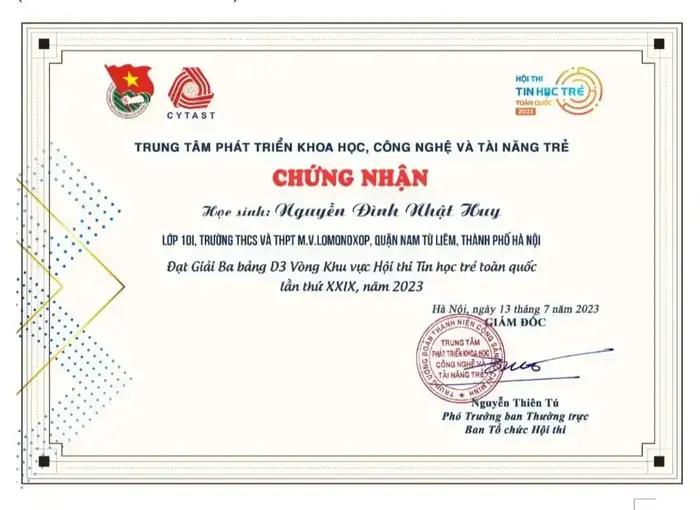 CYTAST
HỘI THI
TIN HỌC TRẺ
TOÀN QUỐC
2023
TRUNG TÂM PHÁT TRIỂN KHOA HỌC, CÔNG NGHỆ VÀ TÀI NĂNG TRẺ
CHỨNG NHẬN
Học sinh: Nguyễn Đình Nhật Huy
LỚP 10I, TRƯỜNG THCS VÀ THPT M.V.LOMONOXOP, QUẬN NAM TỪ LIÊM, THÀNH PHỐ HÀ NỘI
Đạt Giải Ba bảng D3 Vòng Khu vực Hội thi Tin học trẻ toàn quốc
lần thứ XXIX, năm 2023
Hà Nội, ngày 13 tháng 7 năm 2023
GIÁM ĐỐC
TRUNG ƯƠNG ĐOÀN THANH NIÊN CỘNG SẢN
TRUNG TÂM
PHÁT TRIỂN KHOA HỌC
CÔNG NGHỆ VÀ
TÀI NĂNG TRẺ
Nguyễn Thiên Tú
Phó Trưởng ban Thường trực
Ban Tổ chức Hội thi